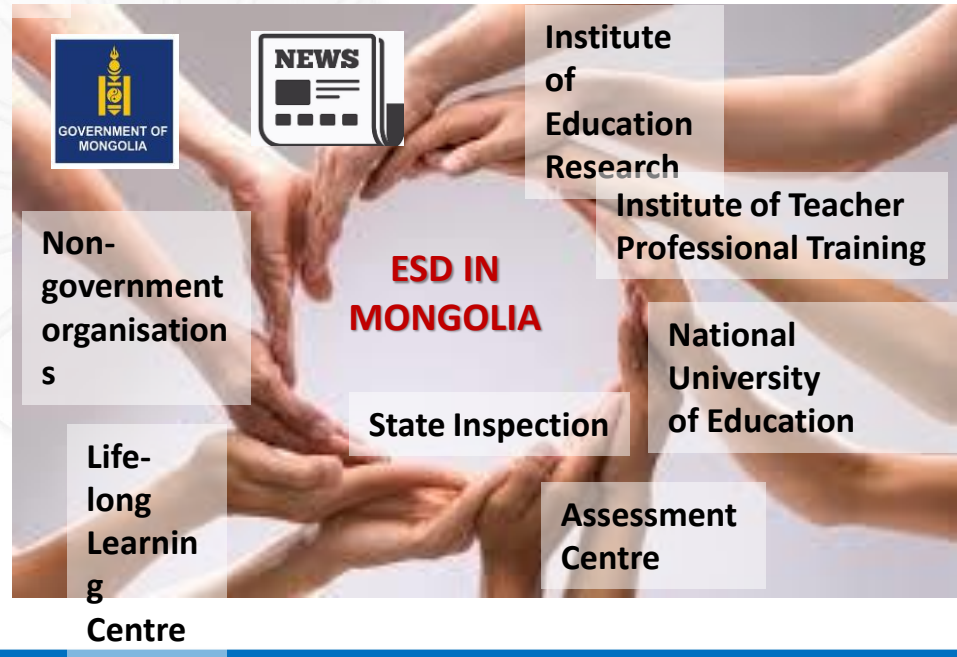 GOVERNMENT OF
MONGOLIA
NEWS
Institute
of
Education
Research
Institute of Teacher
Professional Training
Non-
government
organisation
s
ESD IN
MONGOLIA
National
University
of Education
State Inspection
Life-
long
Learnin
g
Centre
Assessment
Centre